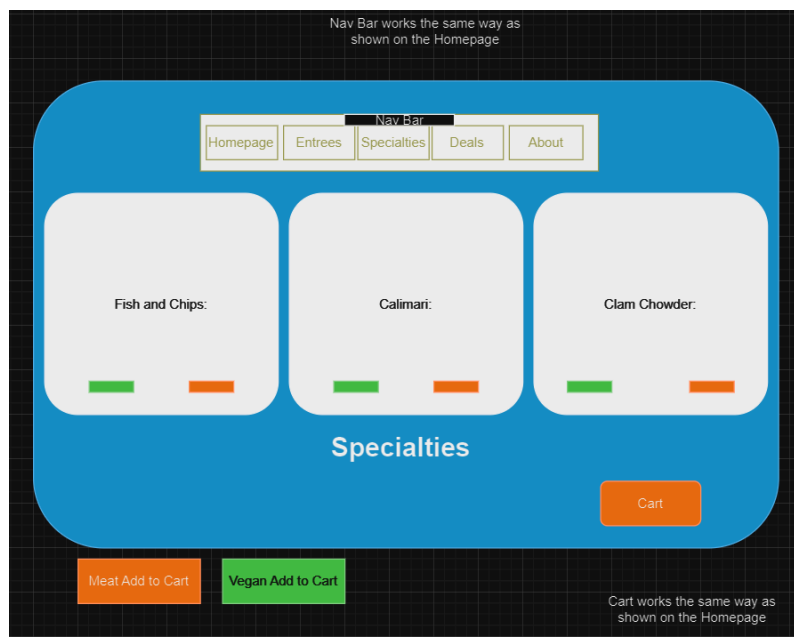 Nav Bar works the same way as
shown on the Homepage
Nav Bar
Homepage
Entrees
Specialties
Deals
About
Fish and Chips:
Calimari:
Clam Chowder:
Specialties
Cart
Meat Add to Cart
Vegan Add to Cart
Cart works the same way as
shown on the Homepage